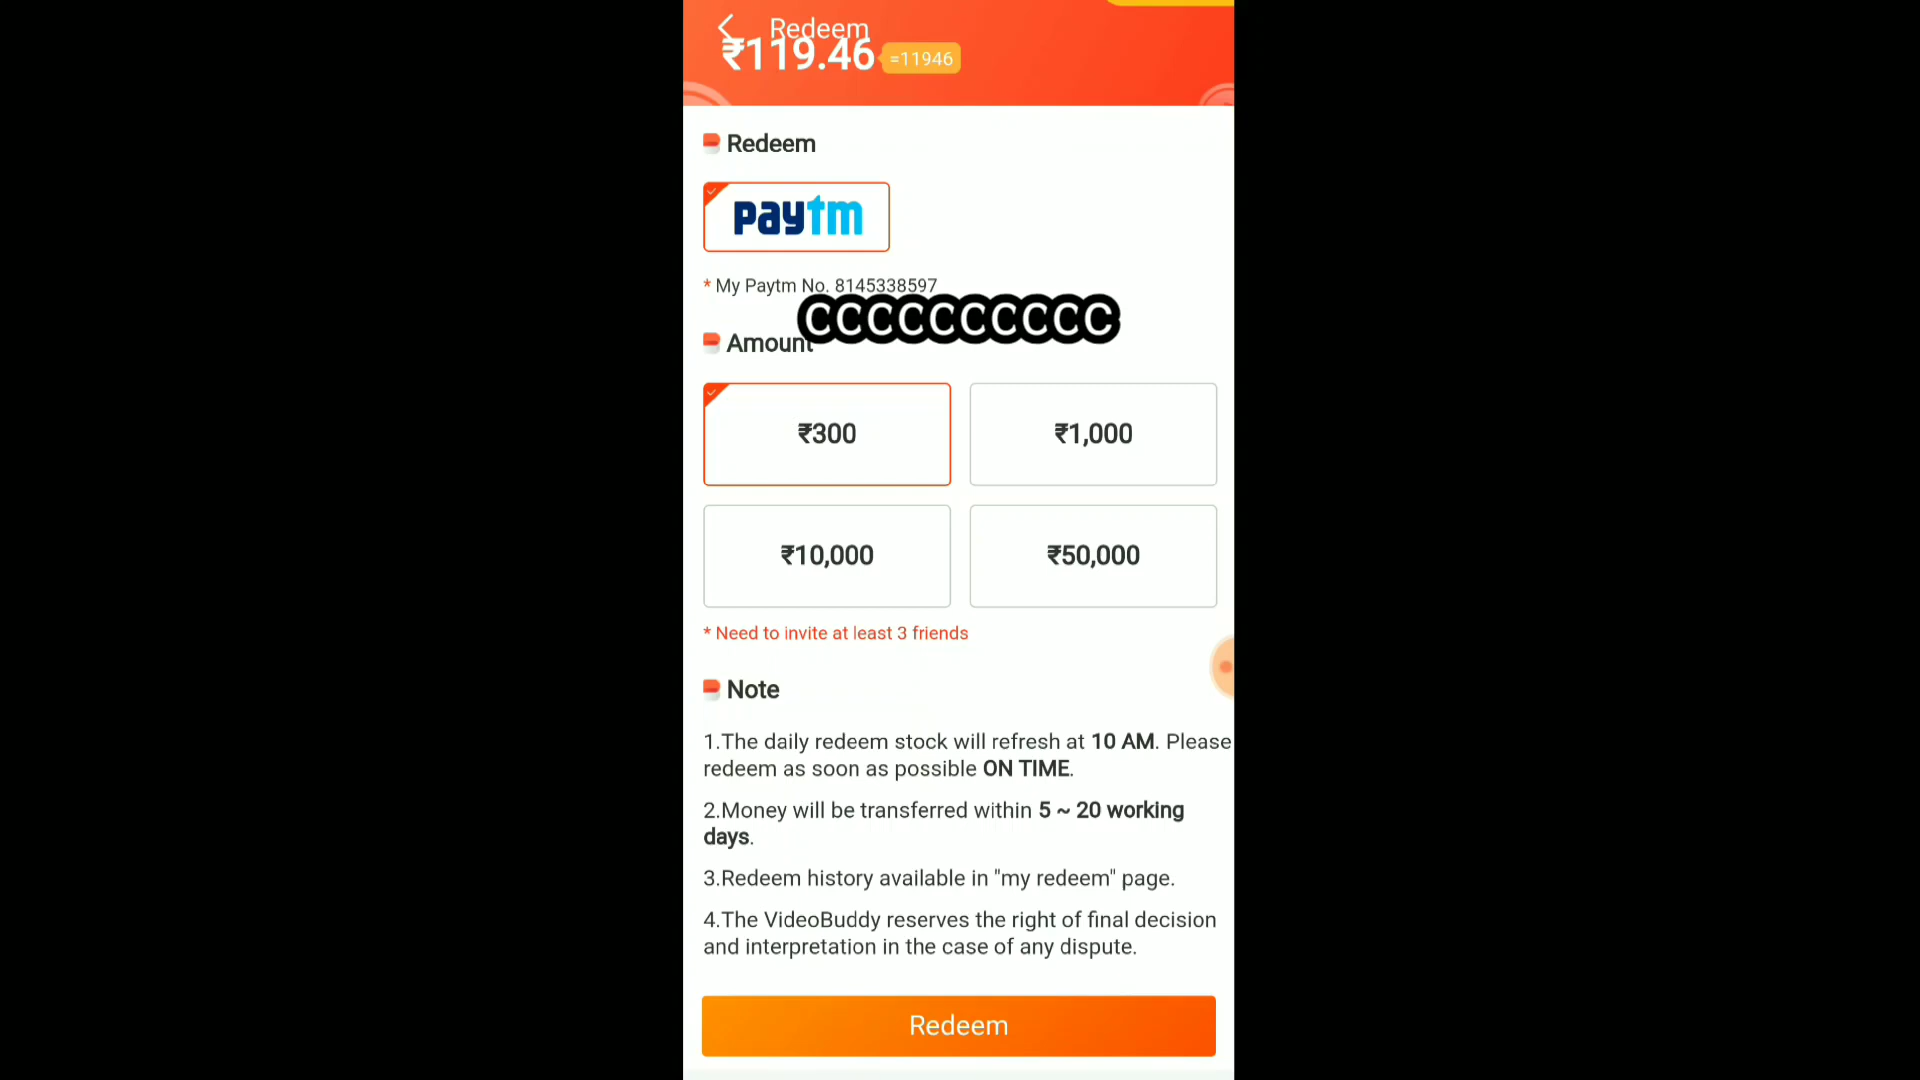 Redeem
₹119.46 =11946
Redeem
paytm
* My Paytm No. 8145338597
CCCCCCCCCC
Amount
₹300 ₹1,000
₹10,000 ₹50,000
* Need to invite at least 3 friends
Note
1.The daily redeem stock will refresh at 10 AM. Please
redeem as soon as possible ON TIME.
2.Money will be transferred within 5 ~ 20 working
days.
3.Redeem history available in "my redeem" page.
4.The VideoBuddy reserves the right of final decision
and interpretation in the case of any dispute.
Redeem